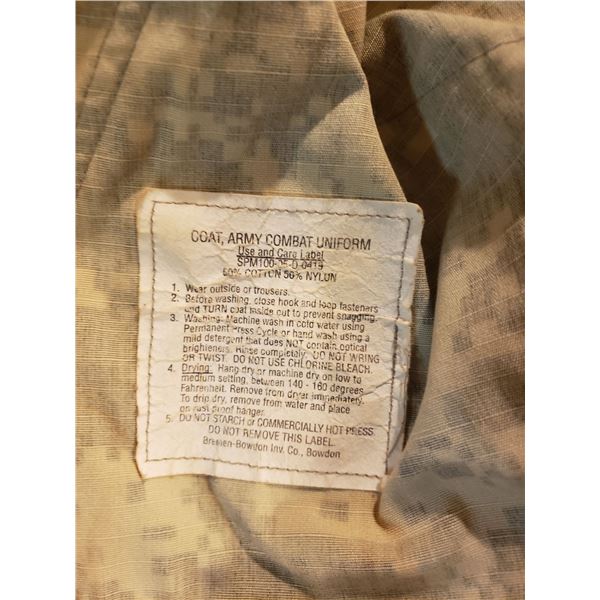 COAT, ARMY COMBAT UNIFORM
Use and Care Label
SPM100-05-D-0413
50% COTTON 50% NYLON
1. Wear outside or trousers.
2. Before washing, close hook and loop fasteners
and TURN coat inside out to prevent snagging.
3. Washing: Machine wash in cold water using
Permanent Press Cycle or hand wash using a
mild detergent that does NOT contain optical
brighteners. Rinse completely. DO NOT WRING
OR TWIST. DO NOT USE CHLORINE BLEACH.
4. Drying: Hang dry or machine dry on low to
medium setting, between 140 - 160 degrees
Fahrenheit. Remove from dryer immediately.
To drip dry, remove from water and place
on rust proof hanger.
5. DO NOT STARCH or COMMERCIALLY HOT PRESS.
DO NOT REMOVE THIS LABEL.
Bremen-Bowdon Inv. Co., Bowdon